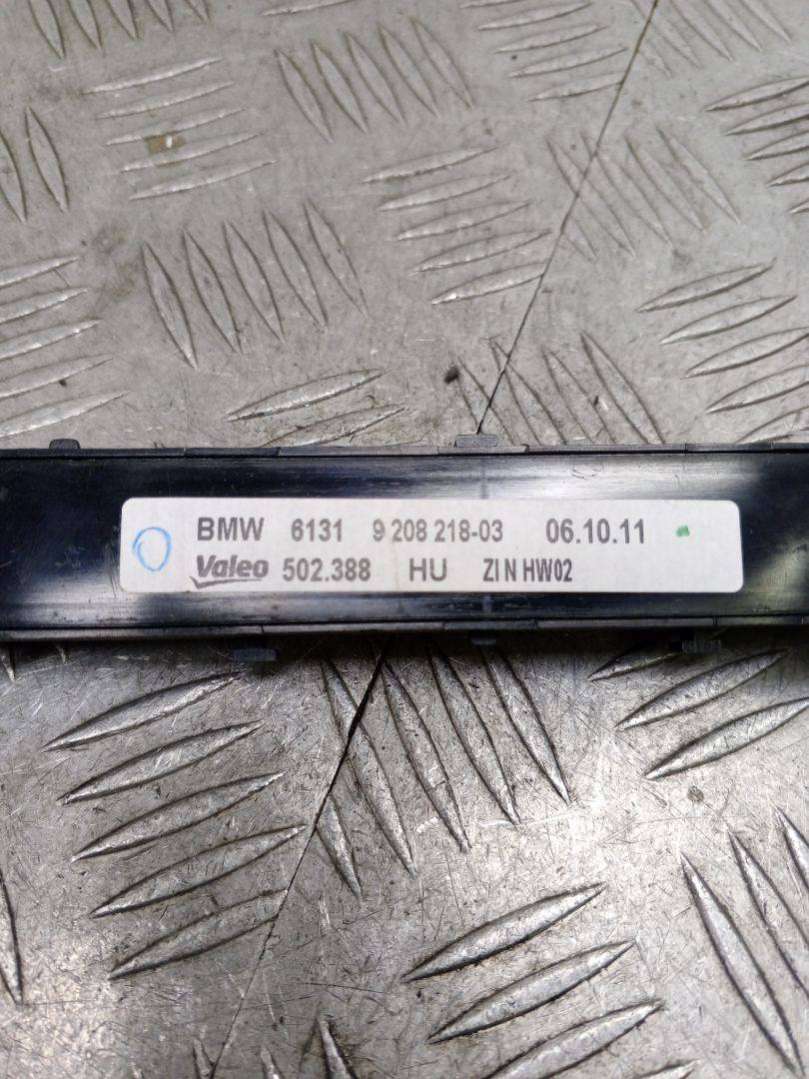 BMW 6131 9 208 218-03 06.10.11
Valeo 502.388 HU ZI N HW02